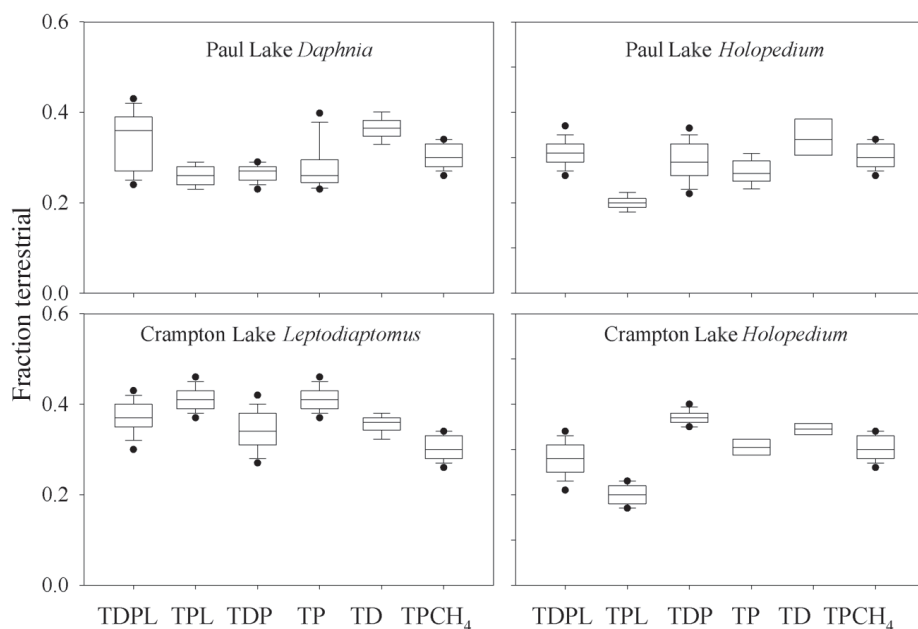 Fraction terrestrial
0.6
0.4
0.2
0.0
Paul Lake Daphnia
Paul Lake Holopedium
0.6
0.4
0.2
0.0
Crampton Lake Leptodiaptomus
Crampton Lake Holopedium
TDPL TPL TDP TP TD TPCH₄
TDPL TPL TDP TP TD TPCH₄